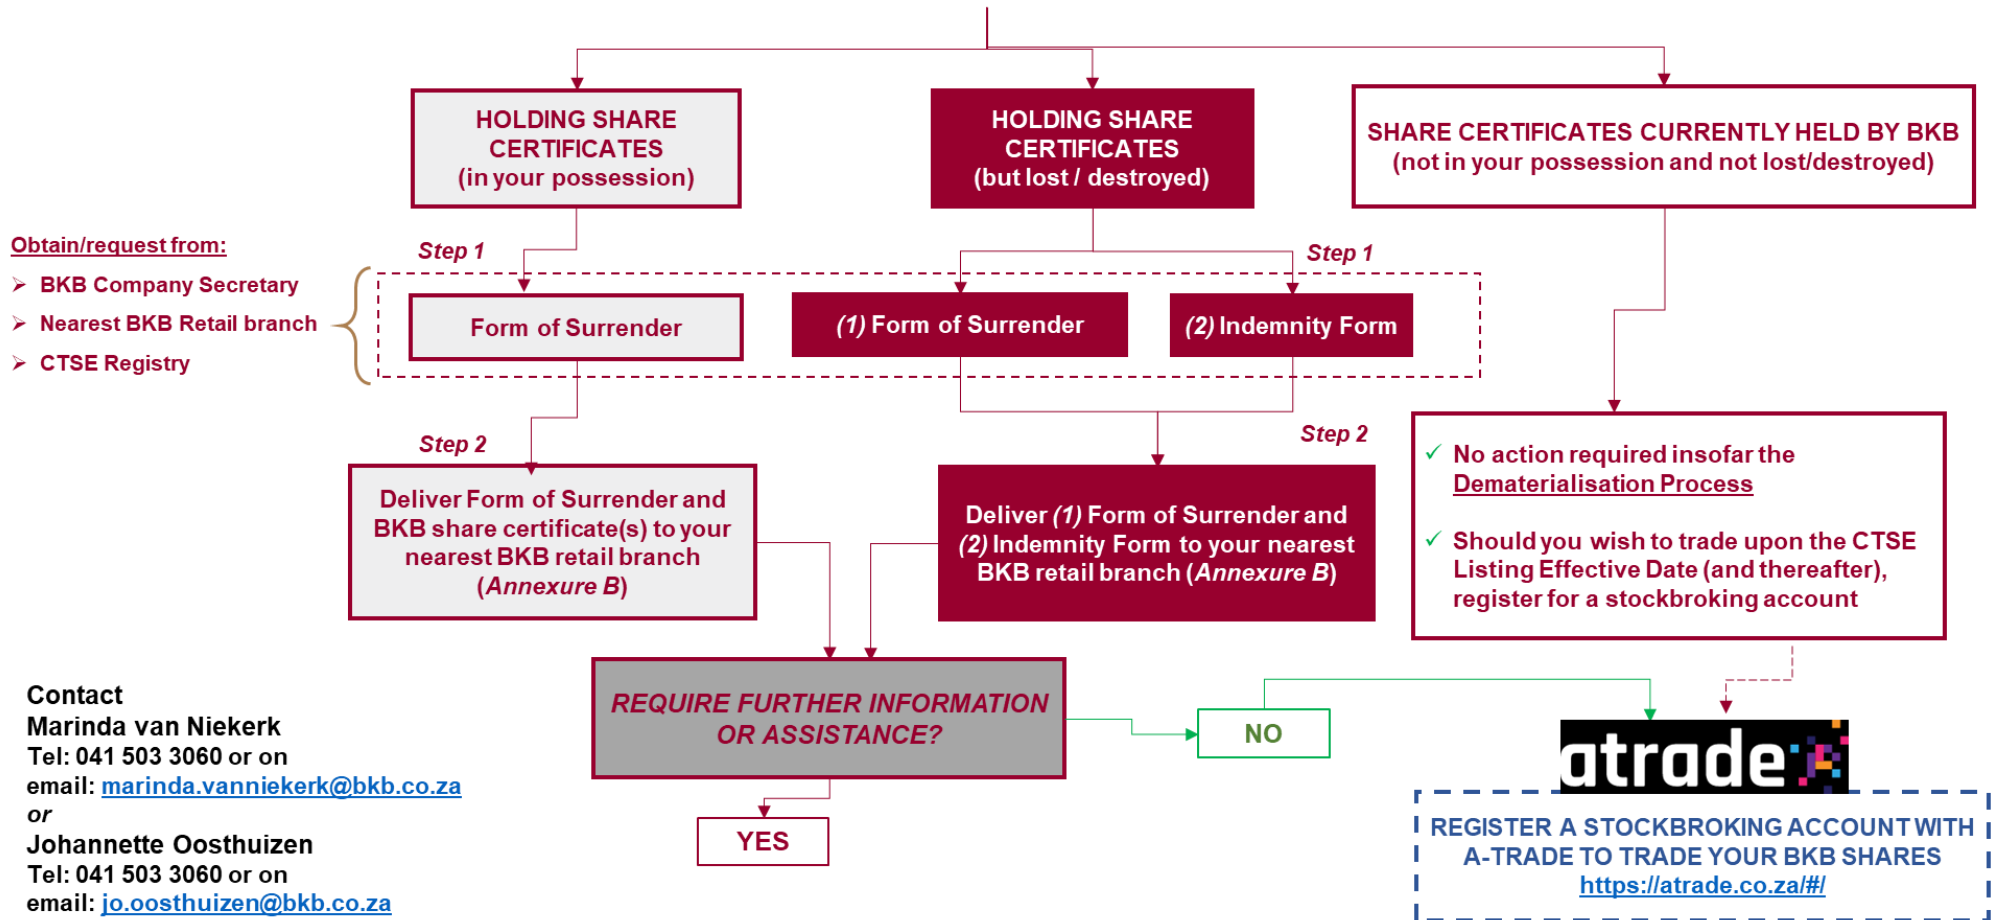 HOLDING SHARE
CERTIFICATES
(in your possession)
HOLDING SHARE
CERTIFICATES
(but lost / destroyed)
SHARE CERTIFICATES CURRENTLY HELD BY BKB
(not in your possession and not lost/destroyed)
Obtain/request from:
➢ BKB Company Secretary
➢ Nearest BKB Retail branch
➢ CTSE Registry
Step 1
Step 1
Form of Surrender
(1) Form of Surrender
(2) Indemnity Form
Step 2
Step 2
Deliver Form of Surrender and
BKB share certificate(s) to your
nearest BKB retail branch
(Annexure B)
Deliver (1) Form of Surrender and
(2) Indemnity Form to your nearest
BKB retail branch (Annexure B)
✓ No action required insofar the
Dematerialisation Process
✓ Should you wish to trade upon the CTSE
Listing Effective Date (and thereafter),
register for a stockbroking account
REQUIRE FURTHER INFORMATION
OR ASSISTANCE?
NO
YES
Contact
Marinda van Niekerk
Tel: 041 503 3060 or on
email: marinda.vanniekerk@bkb.co.za
or
Johannette Oosthuizen
Tel: 041 503 3060 or on
email: jo.oosthuizen@bkb.co.za
atrade
REGISTER A STOCKBROKING ACCOUNT WITH
A-TRADE TO TRADE YOUR BKB SHARES
https://atrade.co.za/#/